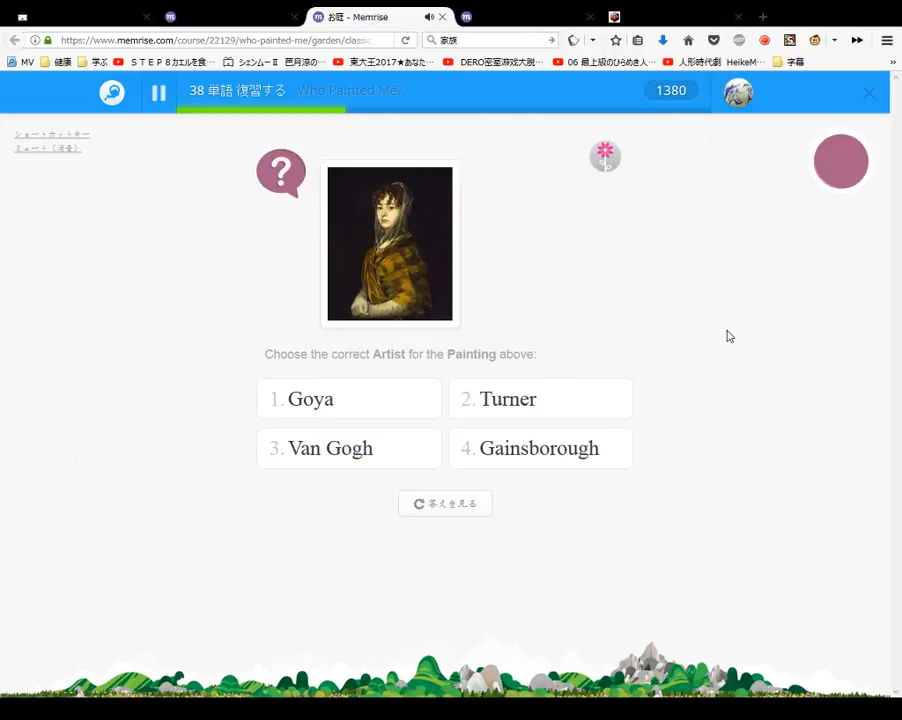 お庭 - Memrise
https://www.memrise.com/course/22129/who-painted-me/garden/classic_
家族
MV 健康 学ぶ ＳＴＥＰ８カエルを食… シェンムーⅡ 芭月涼の… 東大王2017★あなた… DERO密室游戏大脱… 06 最上級のひらめき人… 人形時代劇 HeikeM… 字幕
38 単語 復習する Who Painted Me? 1380
ショートカットキー
ミュート（消音）
?
Choose the correct Artist for the Painting above:
1. Goya 2. Turner
3. Van Gogh 4. Gainsborough
答えを見る